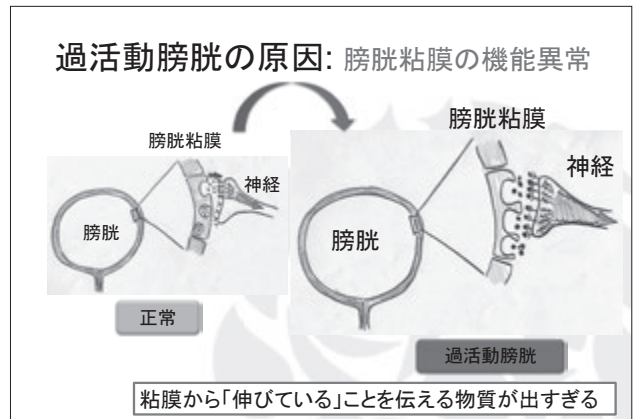 過活動膀胱の原因: 膀胱粘膜の機能異常
膀胱粘膜
神経
膀胱
正常
膀胱粘膜
神経
膀胱
過活動膀胱
粘膜から「伸びている」ことを伝える物質が出すぎる